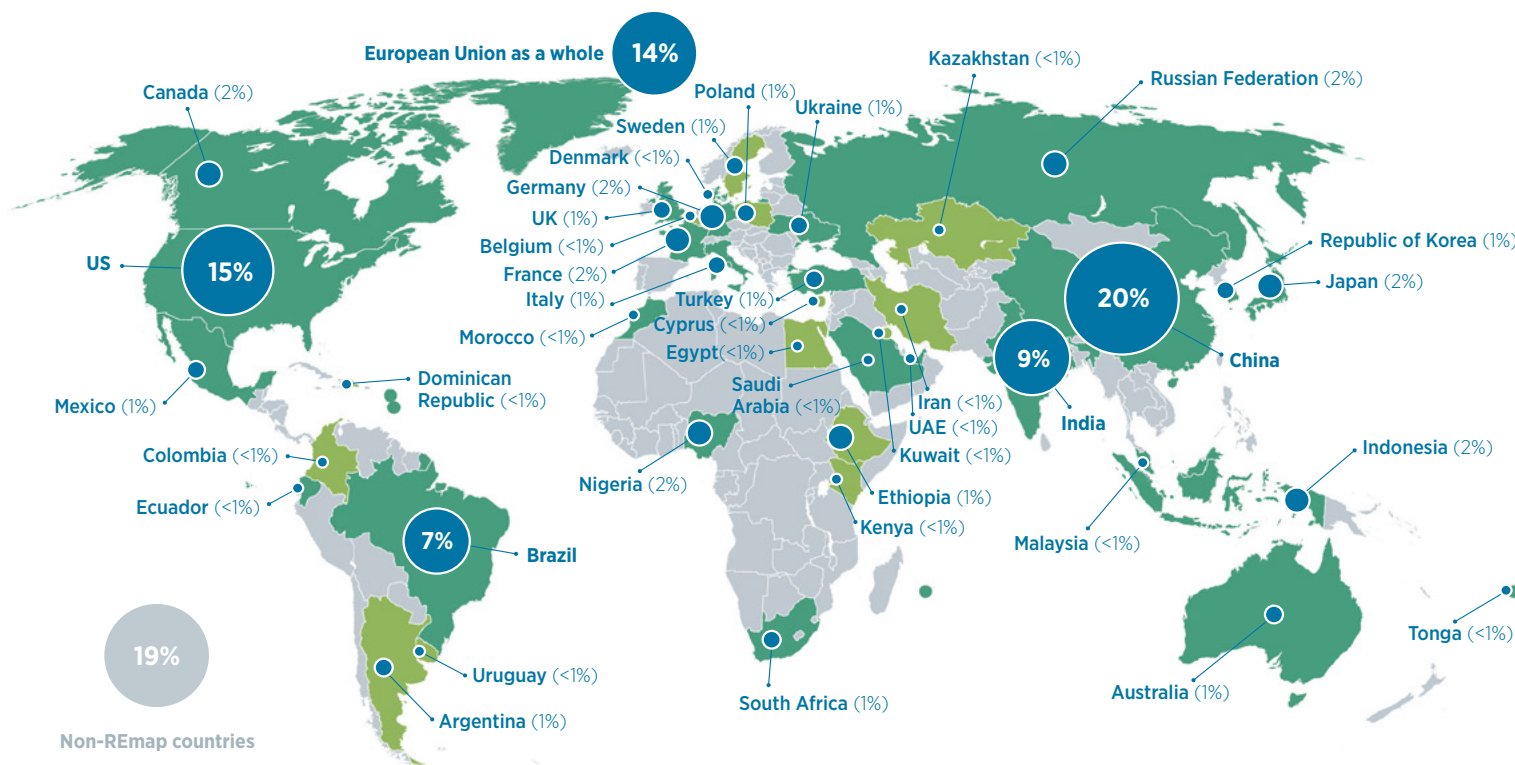 European Union as a whole
14%
Kazakhstan (<1%)
Canada (2%)
Poland (1%)
Russian Federation (2%)
Ukraine (1%)
Sweden (1%)
Denmark (<1%)
Germany (2%)
UK (1%)
Belgium (<1%)
France (2%)
Italy (1%)
US
15%
Republic of Korea (1%)
Japan (2%)
20%
China
Turkey (1%)
Cyprus (<1%)
Morocco (<1%)
Egypt(<1%)
9%
India
Saudi
Arabia (<1%)
Iran (<1%)
UAE (<1%)
Kuwait (<1%)
Dominican
Republic (<1%)
Mexico (1%)
Colombia (<1%)
Ecuador (<1%)
Nigeria (2%)
Ethiopia (1%)
Kenya (<1%)
Indonesia (2%)
Malaysia (<1%)
7%
Brazil
19%
Non-REmap countries
Uruguay (<1%)
Argentina (1%)
South Africa (1%)
Australia (1%)
Tonga (<1%)